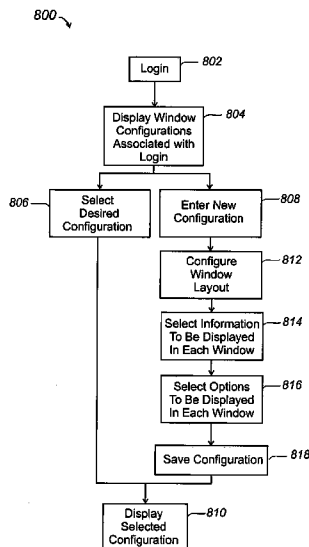 800
Login
802
Display Window
Configurations
Associated with
Login
804
806
Select
Desired
Configuration
Enter New
Configuration
808
Configure
Window
Layout
812
Select Information
To Be Displayed
In Each Window
814
Select Options
To Be Displayed
In Each Window
816
Save Configuration
818
Display
Selected
Configuration
810